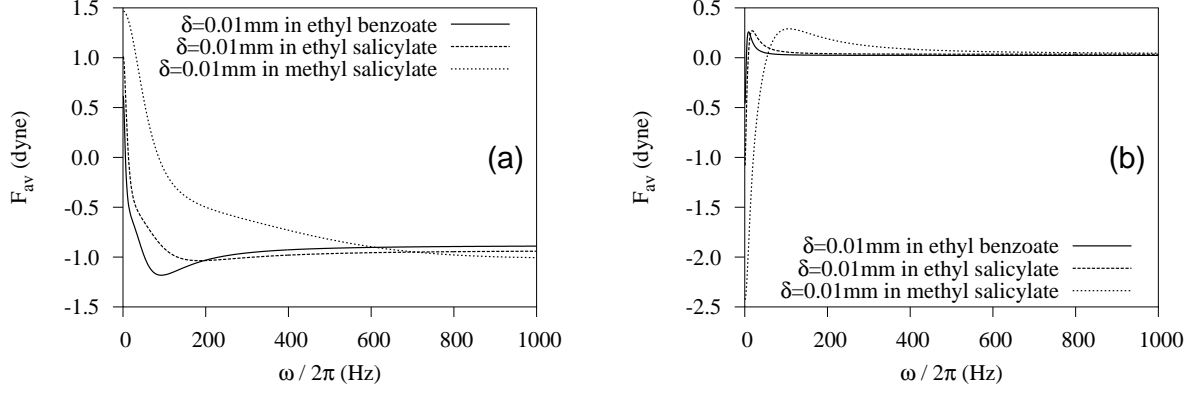 1.5
1.0
0.5
0.0
-0.5
-1.0
-1.5
0 200 400 600 800 1000
F_av (dyne)
ω / 2π (Hz)
δ=0.01mm in ethyl benzoate
δ=0.01mm in ethyl salicylate
δ=0.01mm in methyl salicylate
(a)
0.5
0.0
-0.5
-1.0
-1.5
-2.0
-2.5
0 200 400 600 800 1000
F_av (dyne)
ω / 2π (Hz)
(b)
δ=0.01mm in ethyl benzoate
δ=0.01mm in ethyl salicylate
δ=0.01mm in methyl salicylate